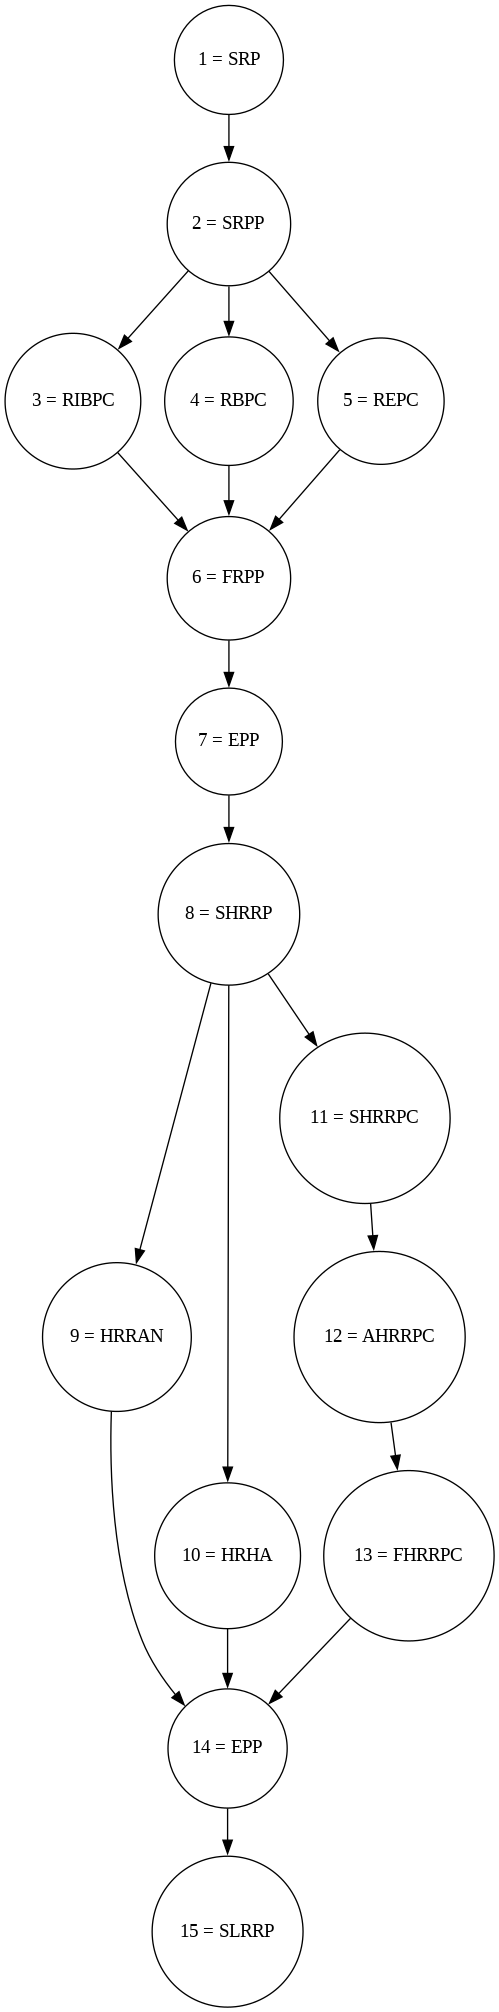 1 = SRP
2 = SRPP
3 = RIBPC
4 = RBPC
5 = REPC
6 = FRPP
7 = EPP
8 = SHRRP
11 = SHRRPC
9 = HRRAN
12 = AHRRPC
10 = HRHA
13 = FHRRPC
14 = EPP
15 = SLRRP